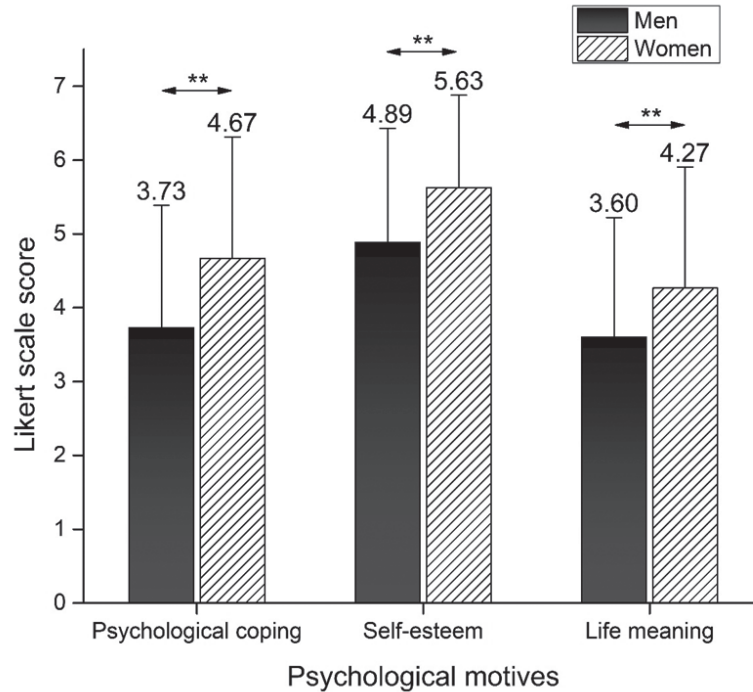 Men
Women
Likert scale score
7
6
5
4
3
2
1
0
**
3.73
4.67
**
4.89
5.63
**
3.60
4.27
Psychological coping
Self-esteem
Life meaning
Psychological motives